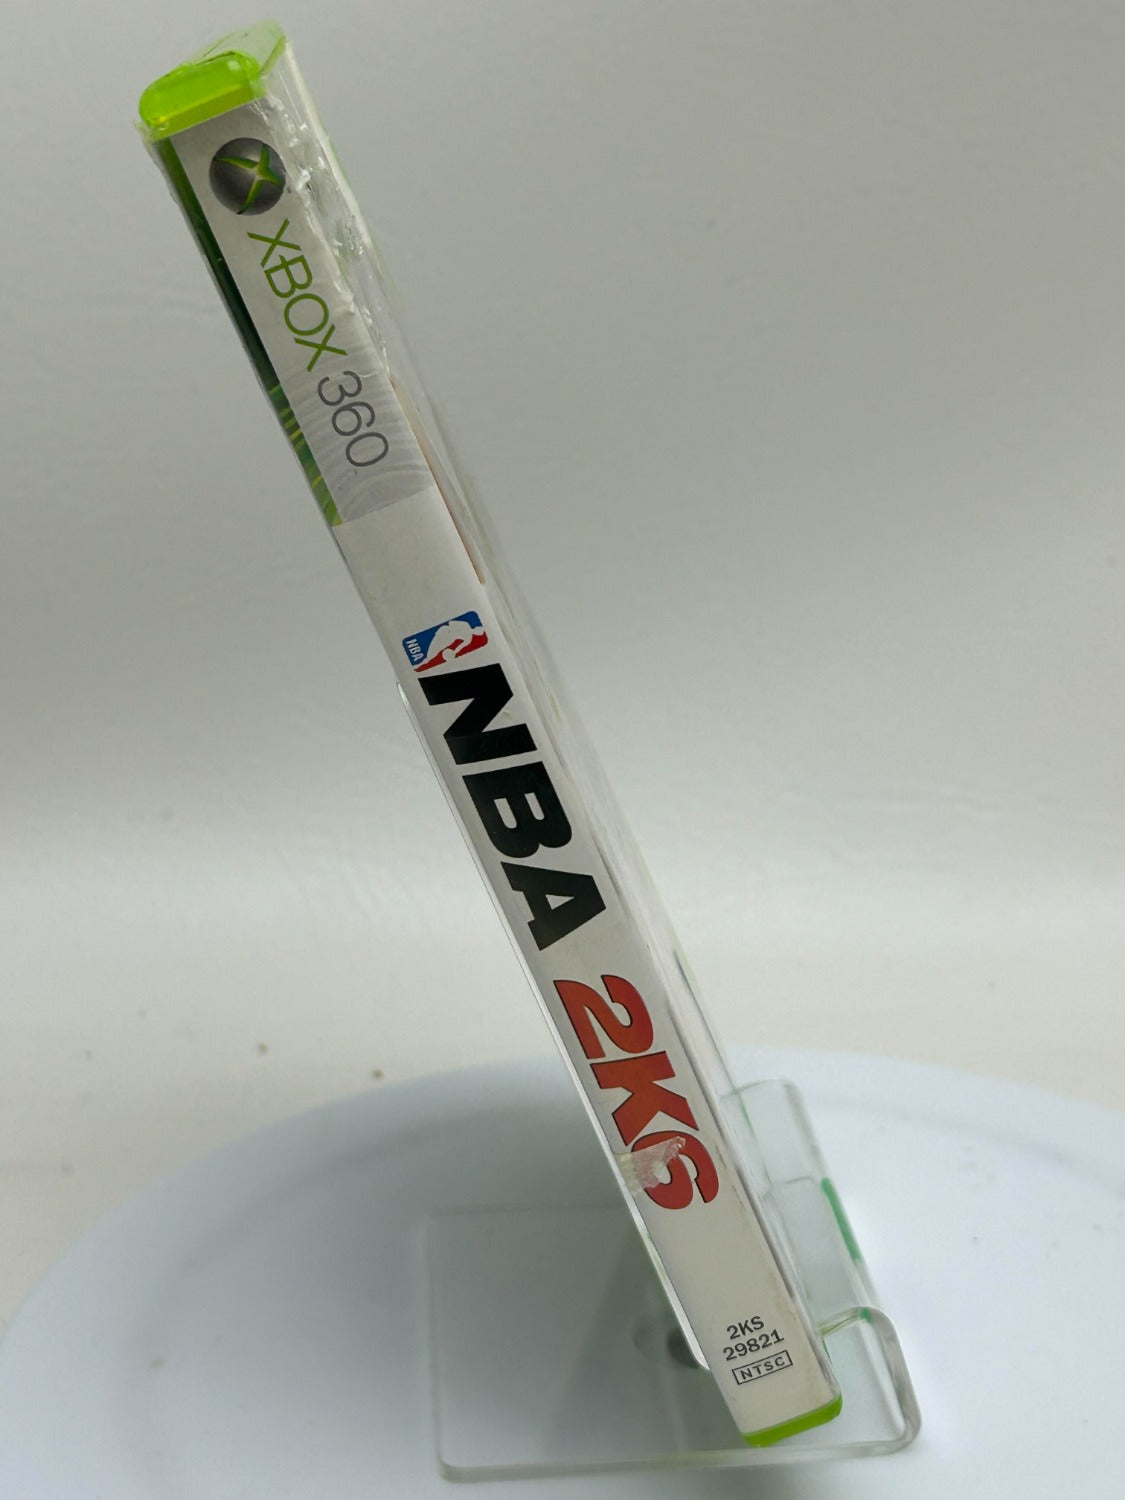 XBOX 360
NBA
NBA 2K6
2KS
29821
NTSC